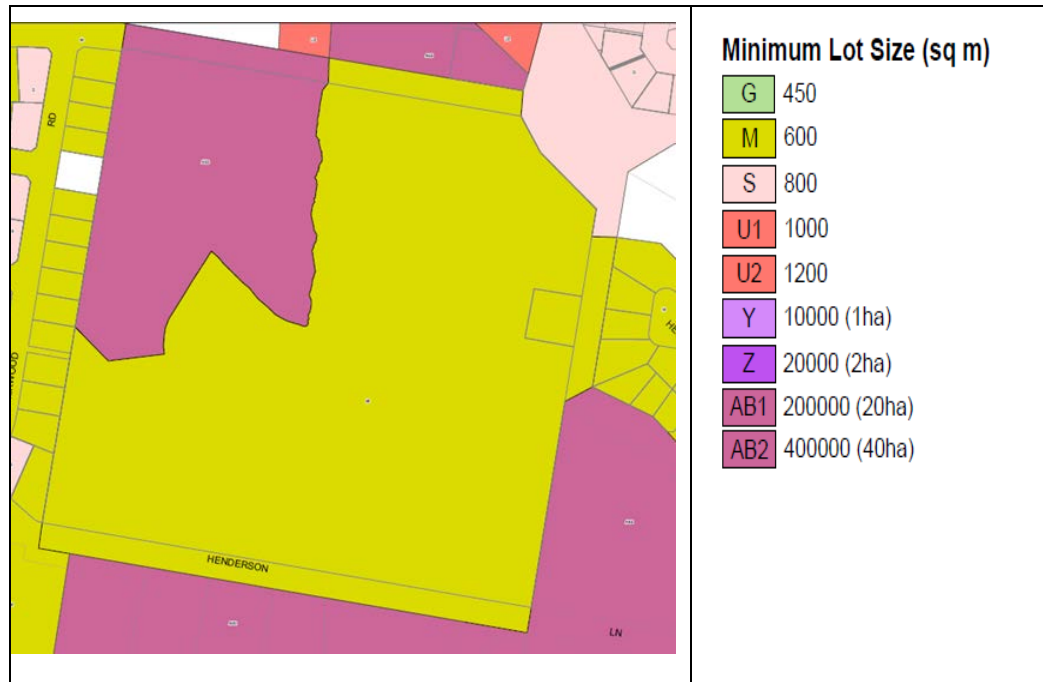 RD
HENDERSON
LN
Minimum Lot Size (sq m)
G 450
M 600
S 800
U1 1000
U2 1200
Y 10000 (1ha)
Z 20000 (2ha)
AB1 200000 (20ha)
AB2 400000 (40ha)